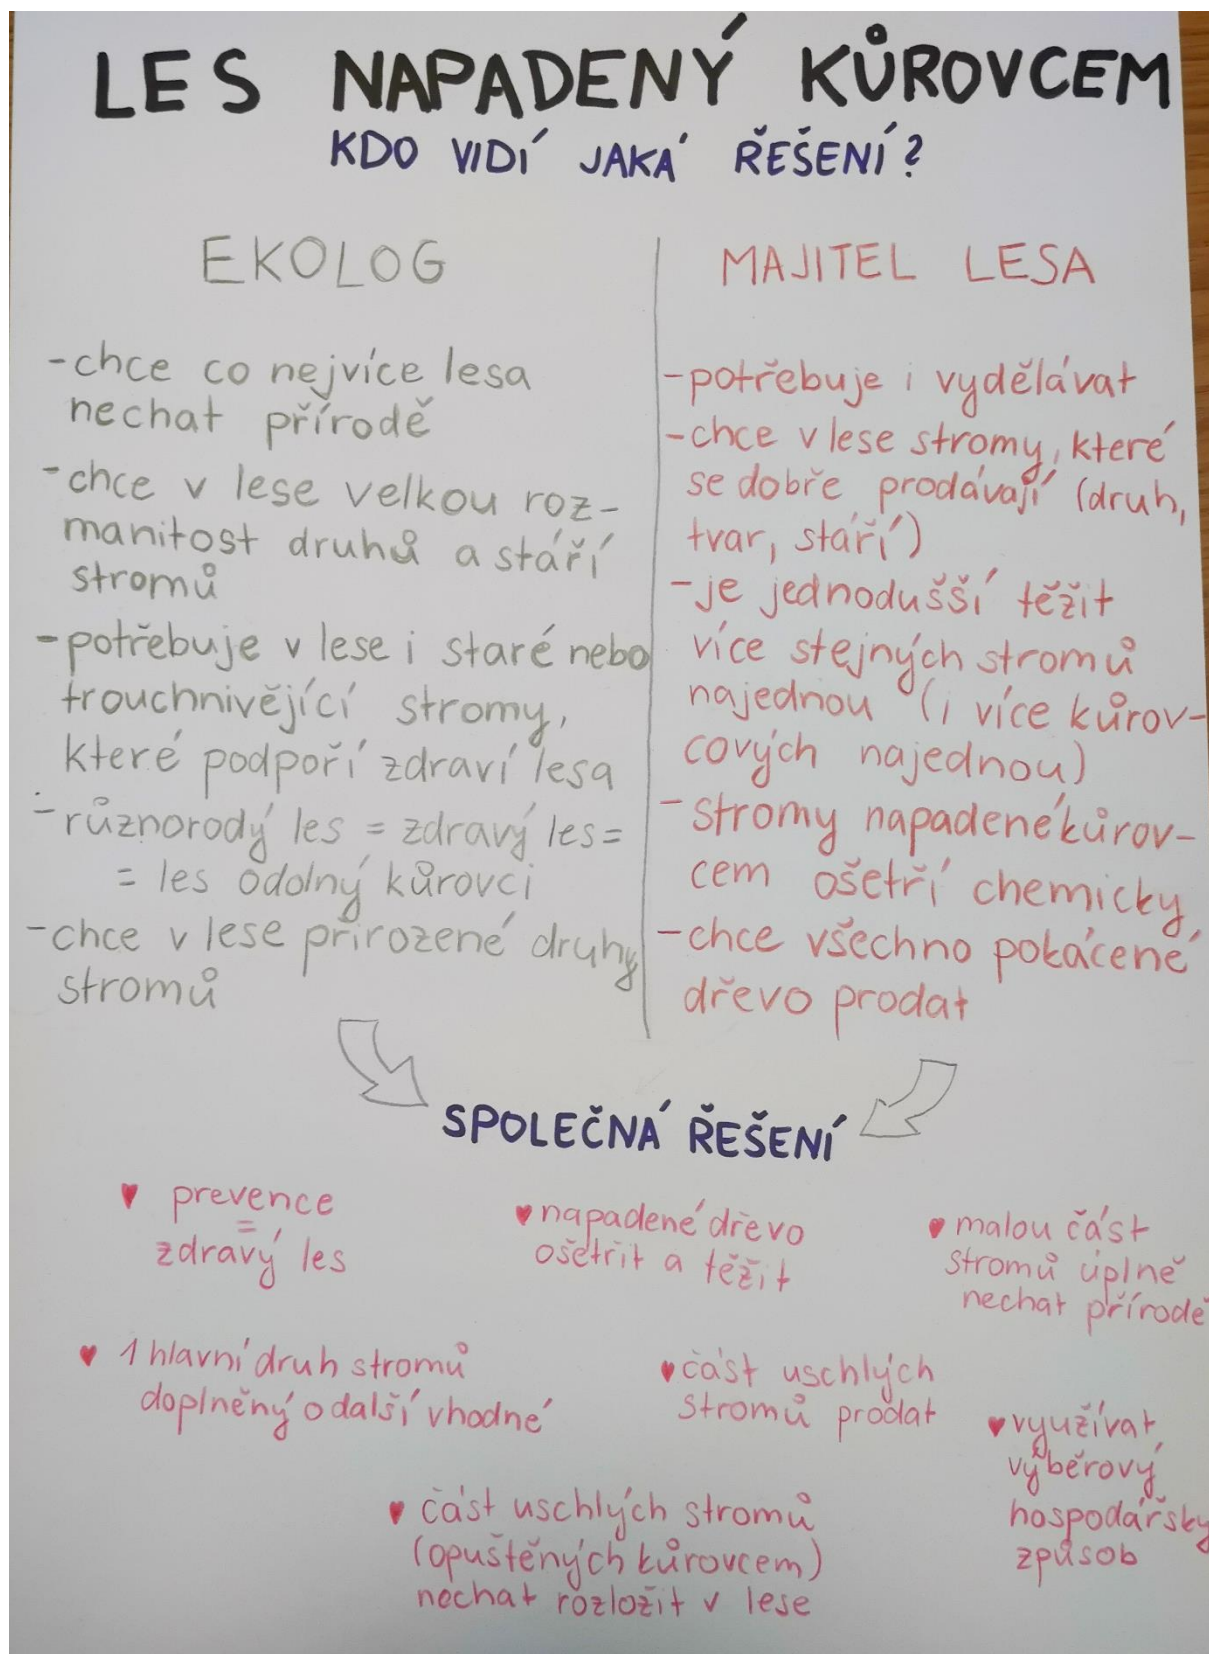 LES NAPADENÝ KŮROVCEM
KDO VIDÍ JAKÁ ŘEŠENÍ?
EKOLOG
-chce co nejvíce lesa
nechat přírodě
-chce v lese velkou roz-
manitost druhů a stáří
stromů
-potřebuje v lese i staré nebo
trouchnivějící stromy,
které podpoří zdraví lesa
-různorodý les = zdravý les=
= les odolný kůrovci
-chce v lese přirozené druhy
stromů
MAJITEL LESA
-potřebuje i vydělávat
-chce v lese stromy, které
se dobře prodávají (druh,
tvar, stáří)
-je jednodušší těžit
více stejných stromů
najednou (i více kůrov-
cových najednou)
-stromy napadené kůrov-
cem ošetří chemicky
-chce všechno pokácené
dřevo prodat
SPOLEČNÁ ŘEŠENÍ
♥ prevence
=
zdravý les
♥ napadené dřevo
ošetřit a těžit
♥ malou část
stromů úplně
nechat přírodě
♥ 1 hlavní druh stromů
doplněný o další vhodné
♥ část uschlých
stromů prodat
♥ využívat
výběrový
hospodářský
způsob
♥ část uschlých stromů
(opuštěných kůrovcem)
nechat rozložit v lese